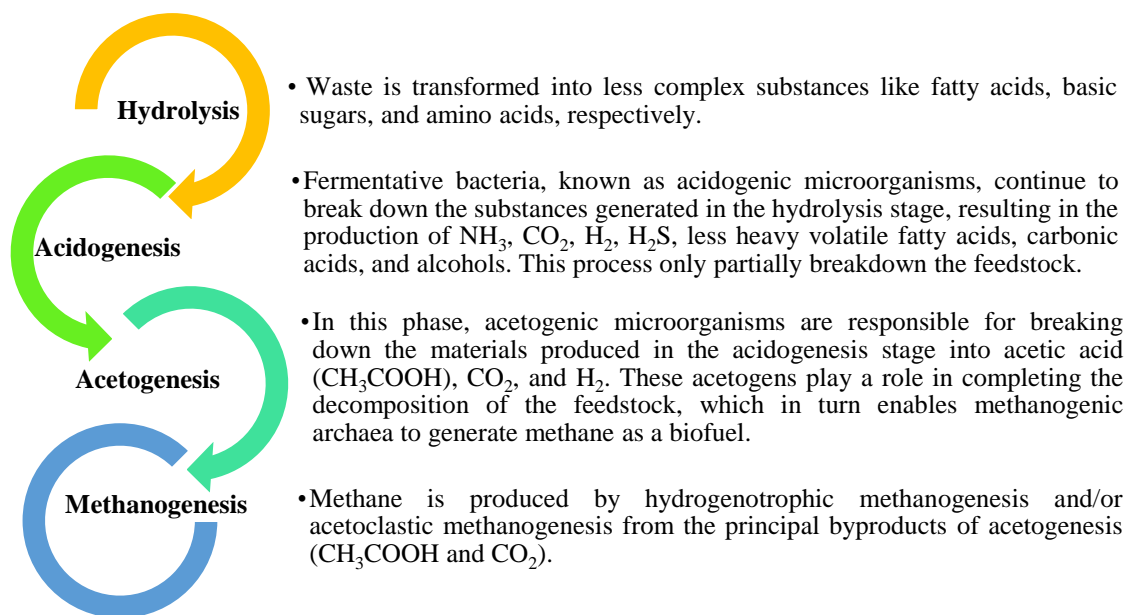 Hydrolysis
• Waste is transformed into less complex substances like fatty acids, basic
sugars, and amino acids, respectively.
Acidogenesis
•Fermentative bacteria, known as acidogenic microorganisms, continue to
break down the substances generated in the hydrolysis stage, resulting in the
production of NH₃, CO₂, H₂, H₂S, less heavy volatile fatty acids, carbonic
acids, and alcohols. This process only partially breakdown the feedstock.
Acetogenesis
•In this phase, acetogenic microorganisms are responsible for breaking
down the materials produced in the acidogenesis stage into acetic acid
(CH₃COOH), CO₂, and H₂. These acetogens play a role in completing the
decomposition of the feedstock, which in turn enables methanogenic
archaea to generate methane as a biofuel.
Methanogenesis
•Methane is produced by hydrogenotrophic methanogenesis and/or
acetoclastic methanogenesis from the principal byproducts of acetogenesis
(CH₃COOH and CO₂).